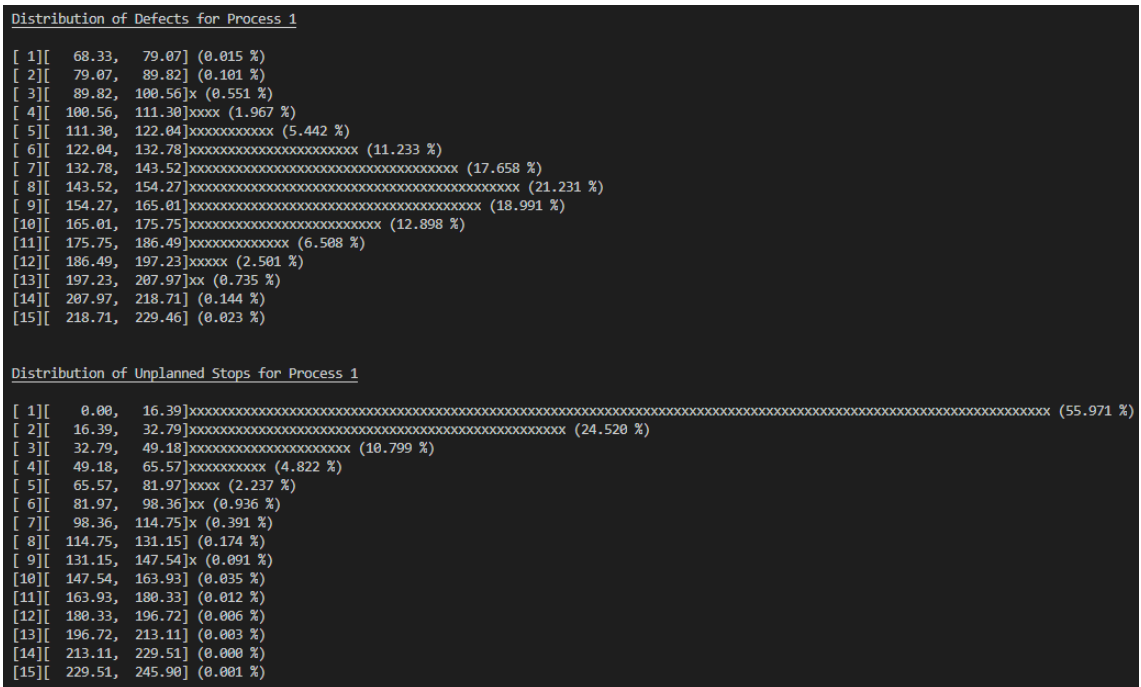 Distribution of Defects for Process 1
[ 1][   68.33,   79.07] (0.015 %)
[ 2][   79.07,   89.82] (0.101 %)
[ 3][   89.82,  100.56]x (0.551 %)
[ 4][  100.56,  111.30]xxxx (1.967 %)
[ 5][  111.30,  122.04]xxxxxxxxxxx (5.442 %)
[ 6][  122.04,  132.78]xxxxxxxxxxxxxxxxxxxxxx (11.233 %)
[ 7][  132.78,  143.52]xxxxxxxxxxxxxxxxxxxxxxxxxxxxxxxxxxx (17.658 %)
[ 8][  143.52,  154.27]xxxxxxxxxxxxxxxxxxxxxxxxxxxxxxxxxxxxxxxxxxx (21.231 %)
[ 9][  154.27,  165.01]xxxxxxxxxxxxxxxxxxxxxxxxxxxxxxxxxxxxxx (18.991 %)
[10][  165.01,  175.75]xxxxxxxxxxxxxxxxxxxxxxxxx (12.898 %)
[11][  175.75,  186.49]xxxxxxxxxxxxx (6.508 %)
[12][  186.49,  197.23]xxxxx (2.501 %)
[13][  197.23,  207.97]xx (0.735 %)
[14][  207.97,  218.71] (0.144 %)
[15][  218.71,  229.46] (0.023 %)
Distribution of Unplanned Stops for Process 1
[ 1][    0.00,   16.39]xxxxxxxxxxxxxxxxxxxxxxxxxxxxxxxxxxxxxxxxxxxxxxxxxxxxxxxxxxxxxxxxxxxxxxxxxxxxxxxxxxxxxxxxxxxxxxxxxxxxxxxxxxxxxxxx (55.971 %)
[ 2][   16.39,   32.79]xxxxxxxxxxxxxxxxxxxxxxxxxxxxxxxxxxxxxxxxxxxxxxxxx (24.520 %)
[ 3][   32.79,   49.18]xxxxxxxxxxxxxxxxxxxxx (10.799 %)
[ 4][   49.18,   65.57]xxxxxxxxxx (4.822 %)
[ 5][   65.57,   81.97]xxxx (2.237 %)
[ 6][   81.97,   98.36]xx (0.936 %)
[ 7][   98.36,  114.75]x (0.391 %)
[ 8][  114.75,  131.15] (0.174 %)
[ 9][  131.15,  147.54]x (0.091 %)
[10][  147.54,  163.93] (0.035 %)
[11][  163.93,  180.33] (0.012 %)
[12][  180.33,  196.72] (0.006 %)
[13][  196.72,  213.11] (0.003 %)
[14][  213.11,  229.51] (0.000 %)
[15][  229.51,  245.90] (0.001 %)